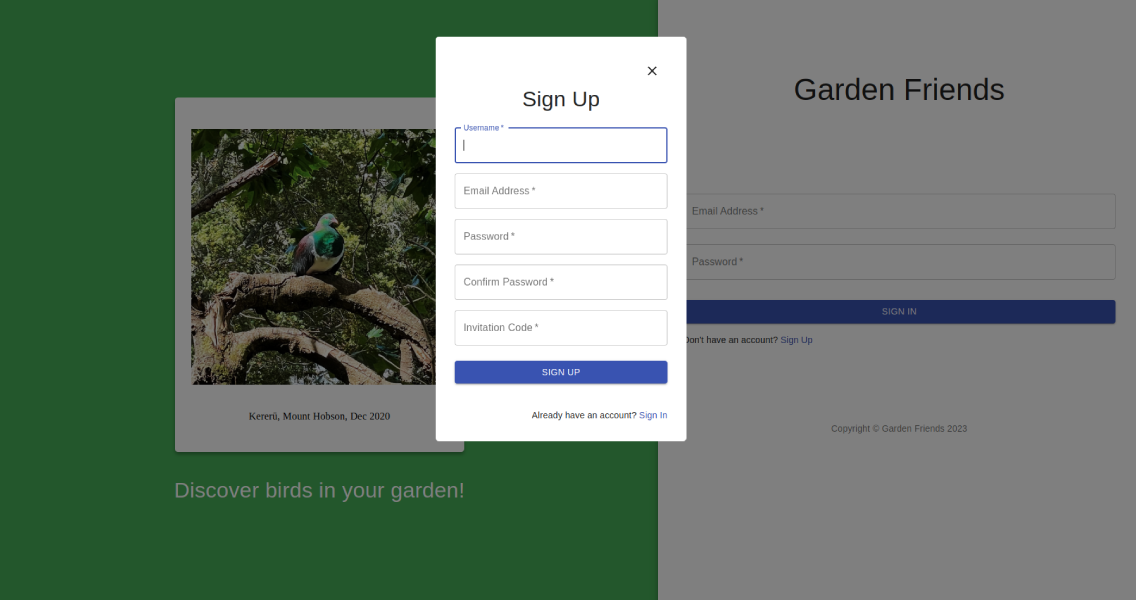 Sign Up
Username *
Email Address *
Password *
Confirm Password *
Invitation Code *
SIGN UP
Already have an account? Sign In
Kererū, Mount Hobson, Dec 2020
Discover birds in your garden!
Garden Friends
Email Address *
Password *
SIGN IN
Don't have an account? Sign Up
Copyright © Garden Friends 2023